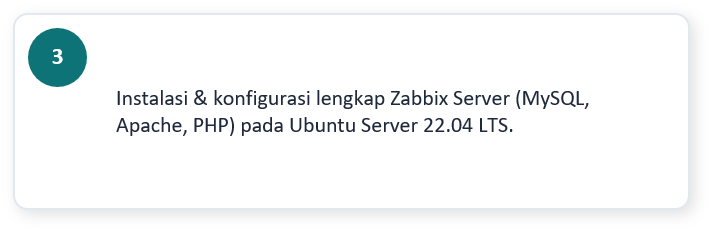 3
Instalasi & konfigurasi lengkap Zabbix Server (MySQL,
Apache, PHP) pada Ubuntu Server 22.04 LTS.